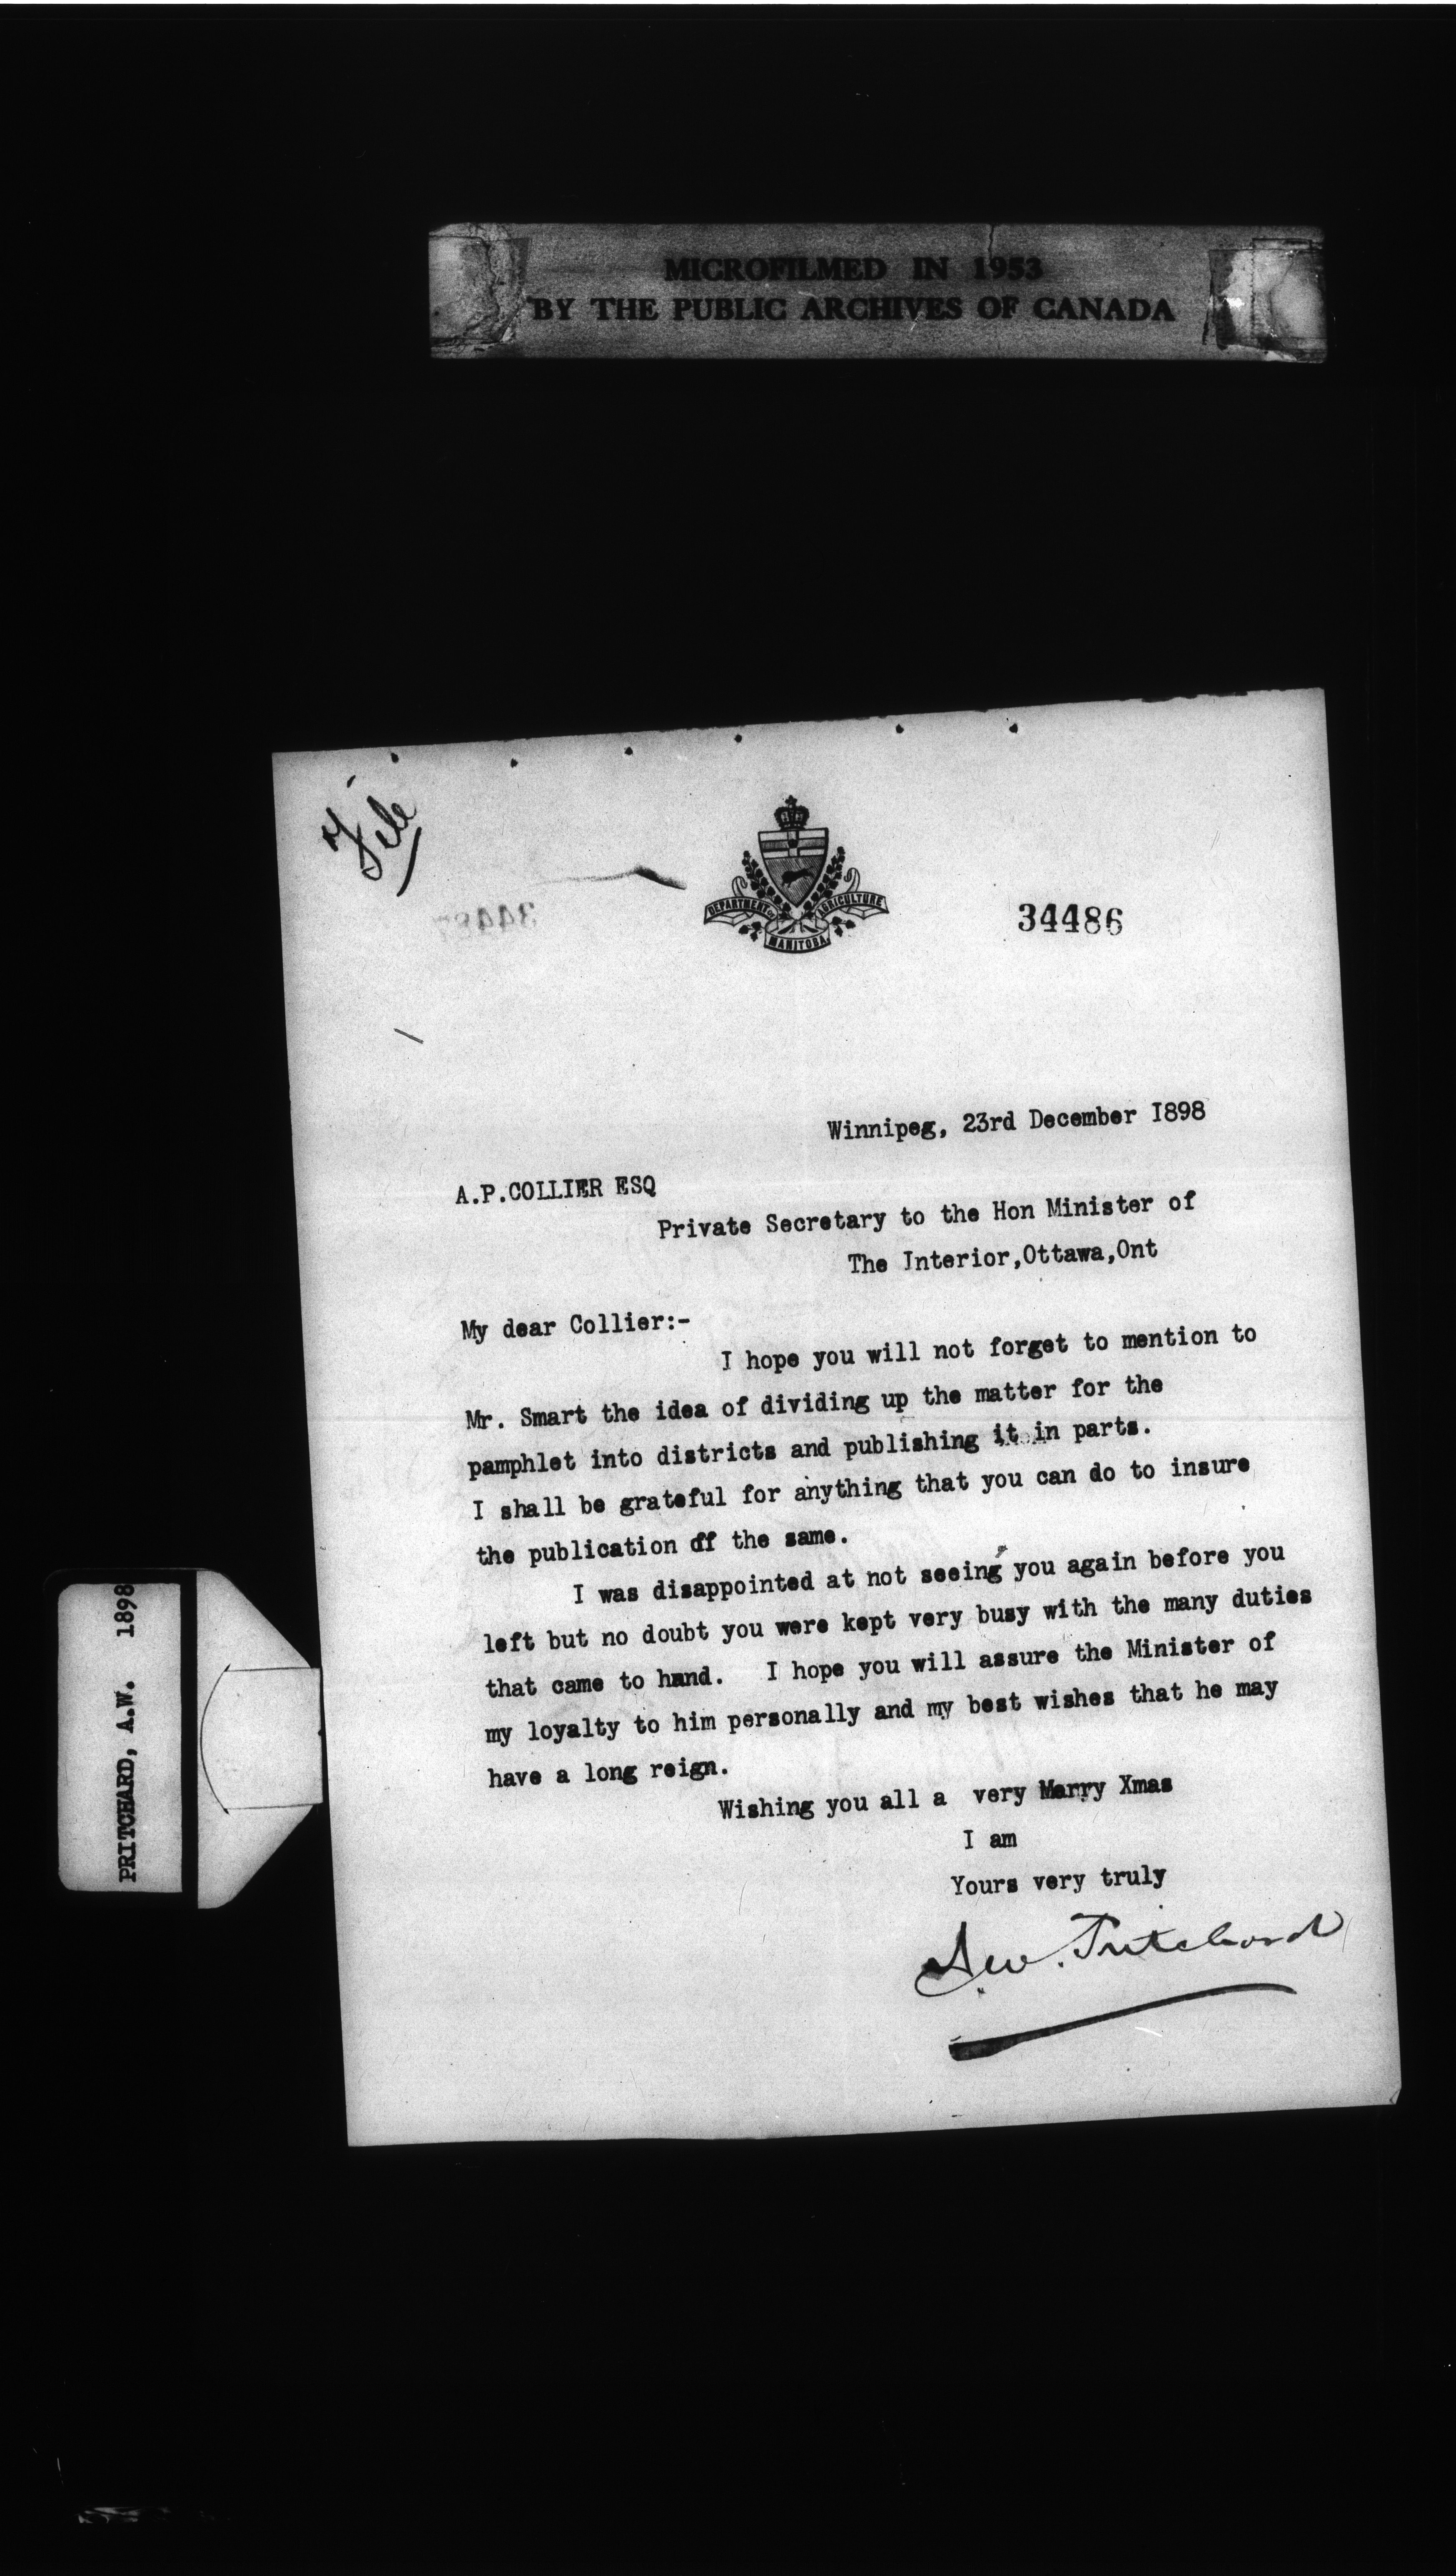 MICROFILMED IN 1953
BY THE PUBLIC ARCHIVES OF CANADA
File
DEPARTMENT OF AGRICULTURE
MANITOBA
34486
Winnipeg, 23rd December I898
A.P.COLLIER ESQ
Private Secretary to the Hon Minister of
The Interior,Ottawa,Ont
My dear Collier:-
I hope you will not forget to mention to
Mr. Smart the idea of dividing up the matter for the
pamphlet into districts and publishing it in parts.
I shall be grateful for anything that you can do to insure
the publication of the same.
I was disappointed at not seeing you again before you
left but no doubt you were kept very busy with the many duties
that came to hand. I hope you will assure the Minister of
my loyalty to him personally and my best wishes that he may
have a long reign.
Wishing you all a very Merry Xmas
I am
Yours very truly
A.W. Pritchard
PRITCHARD, A.W. 1898